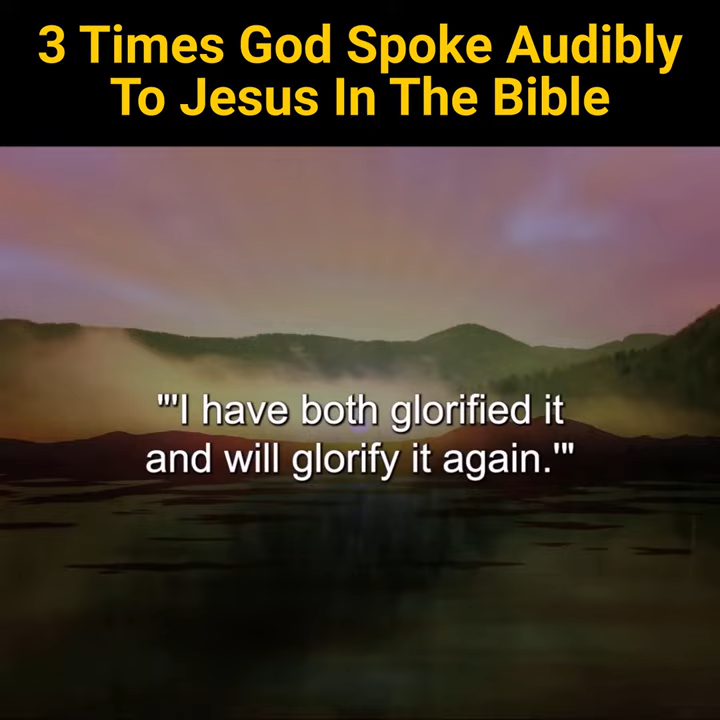 3 Times God Spoke Audibly
To Jesus In The Bible
"'I have both glorified it
and will glorify it again.'"